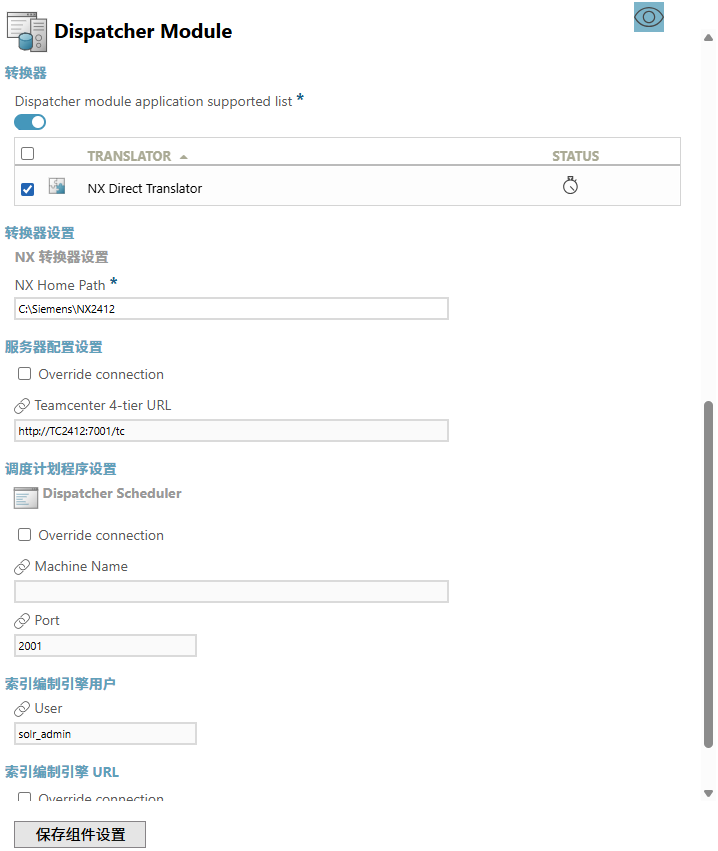 Dispatcher Module
转换器
Dispatcher module application supported list *
TRANSLATOR STATUS
NX Direct Translator
转换器设置
NX 转换器设置
NX Home Path *
C:\Siemens\NX2412
服务器配置设置
Override connection
Teamcenter 4-tier URL
http://TC2412:7001/tc
调度计划程序设置
Dispatcher Scheduler
Override connection
Machine Name
Port
2001
索引编制引擎用户
User
solr_admin
索引编制引擎 URL
Override connection
保存组件设置